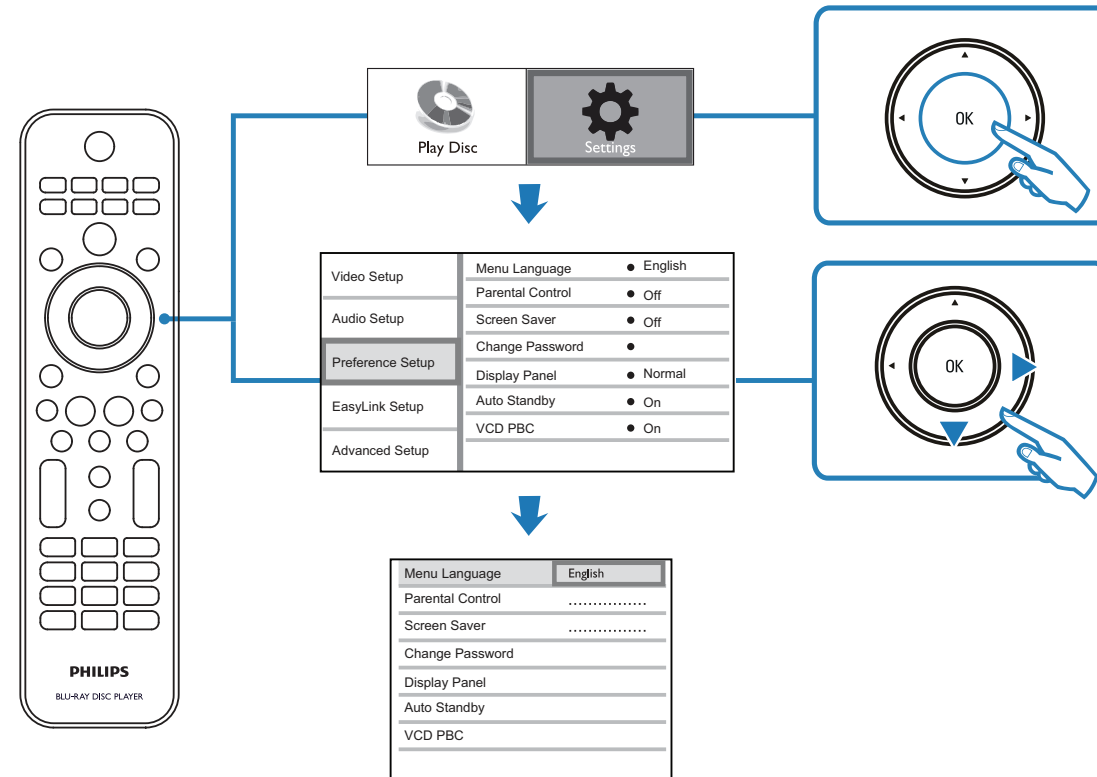 Play Disc
Settings
OK
Video Setup
Audio Setup
Preference Setup
EasyLink Setup
Advanced Setup
Menu Language ● English
Parental Control ● Off
Screen Saver ● Off
Change Password ●
Display Panel ● Normal
Auto Standby ● On
VCD PBC ● On
OK
Menu Language English
Parental Control ................
Screen Saver ................
Change Password
Display Panel
Auto Standby
VCD PBC
PHILIPS
BLU-RAY DISC PLAYER